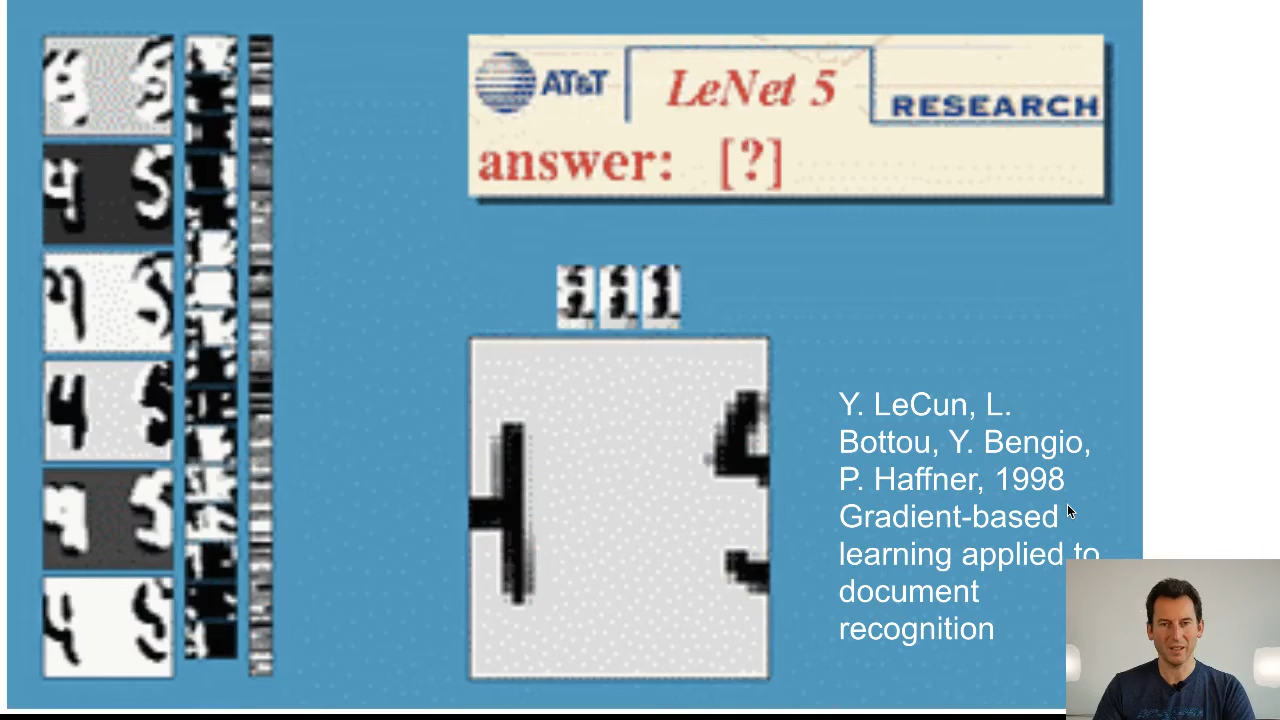 AT&T
LeNet 5
RESEARCH
answer: [?]
Y. LeCun, L.
Bottou, Y. Bengio,
P. Haffner, 1998
Gradient-based
learning applied to
document
recognition